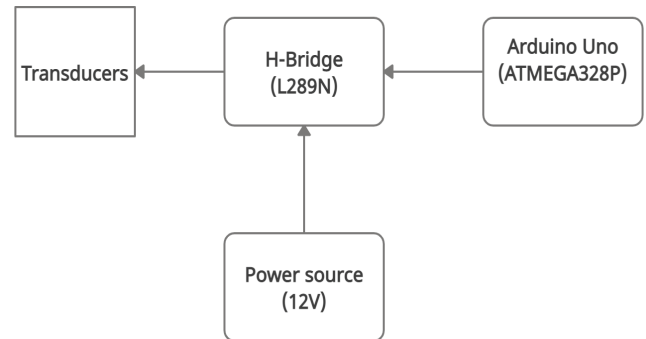 Transducers
H-Bridge
(L289N)
Arduino Uno
(ATMEGA328P)
Power source
(12V)